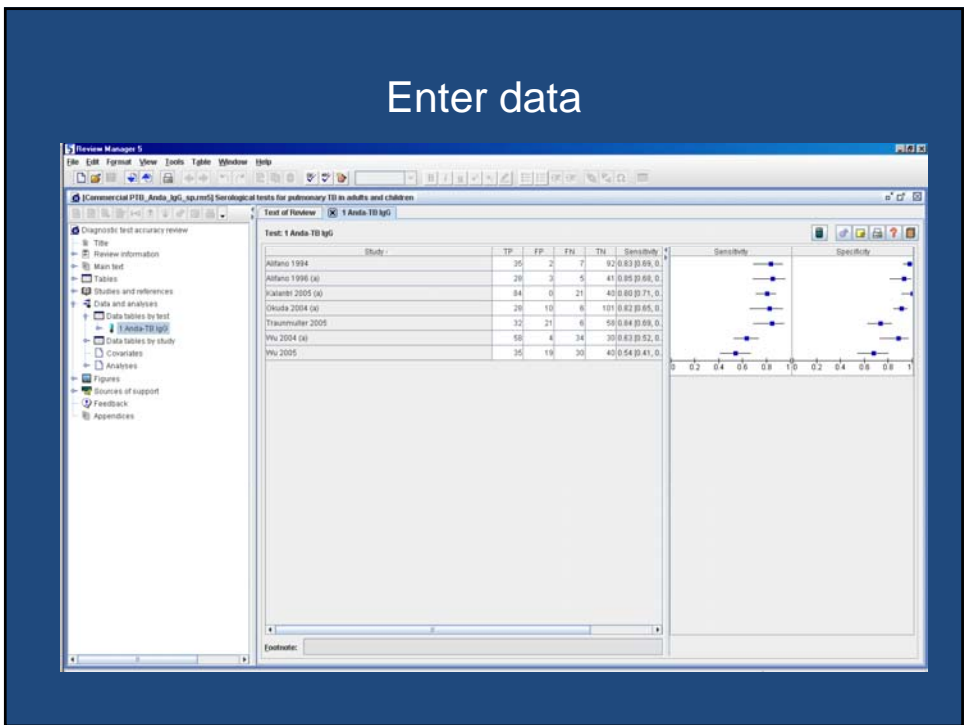 Enter data
Review Manager 5
File Edit Format View Tools Table Window Help
[Commercial PTB_Anda_IgG_sp.rm5] Serological tests for pulmonary TB in adults and children
Text of Review 1 Anda-TB IgG
Diagnostic test accuracy review
Title
Review information
Main text
Tables
Studies and references
Data and analyses
Data tables by test
1 Anda-TB IgG
Data tables by study
Covariates
Analyses
Figures
Sources of support
Feedback
Appendices
Test: 1 Anda-TB IgG
Study TP FP FN TN Sensitivity Sensitivity Specificity
Alifano 1994 35 2 7 92 0.83 [0.69, 0.
Alifano 1996 (a) 28 3 5 41 0.85 [0.68, 0.
Kalantri 2005 (a) 84 0 21 40 0.80 [0.71, 0.
Okuda 2004 (a) 28 10 6 101 0.82 [0.65, 0.
Traunmuller 2005 32 21 6 58 0.84 [0.69, 0.
Wu 2004 (a) 58 4 34 30 0.63 [0.52, 0.
Wu 2005 35 19 30 40 0.54 [0.41, 0.
0 0.2 0.4 0.6 0.8 1 0 0.2 0.4 0.6 0.8 1
Footnote: